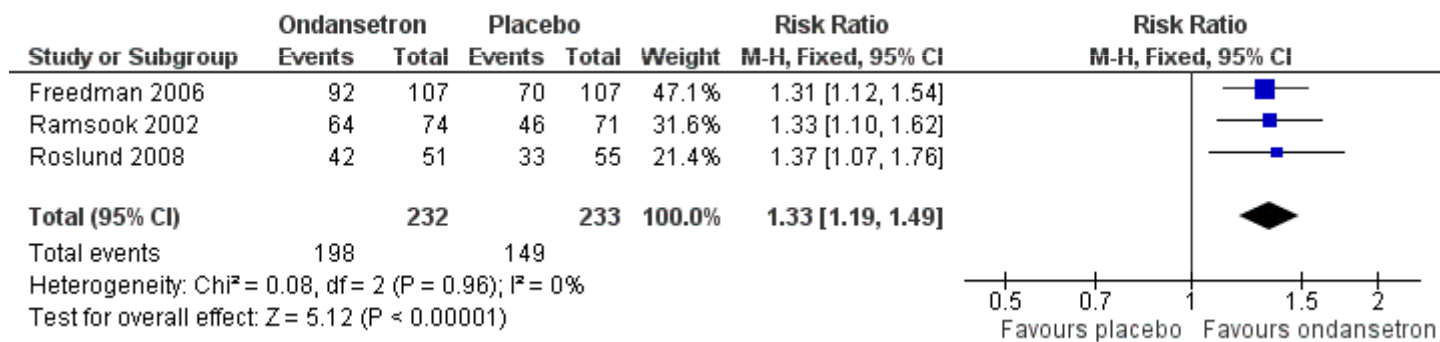 Ondansetron Placebo Risk Ratio Risk Ratio
Study or Subgroup Events Total Events Total Weight M-H, Fixed, 95% CI M-H, Fixed, 95% CI
Freedman 2006 92 107 70 107 47.1% 1.31 [1.12, 1.54]
Ramsook 2002 64 74 46 71 31.6% 1.33 [1.10, 1.62]
Roslund 2008 42 51 33 55 21.4% 1.37 [1.07, 1.76]
Total (95% CI) 232 233 100.0% 1.33 [1.19, 1.49]
Total events 198 149
Heterogeneity: Chi² = 0.08, df = 2 (P = 0.96); I² = 0%
Test for overall effect: Z = 5.12 (P < 0.00001)
0.5 0.7 1 1.5 2
Favours placebo Favours ondansetron